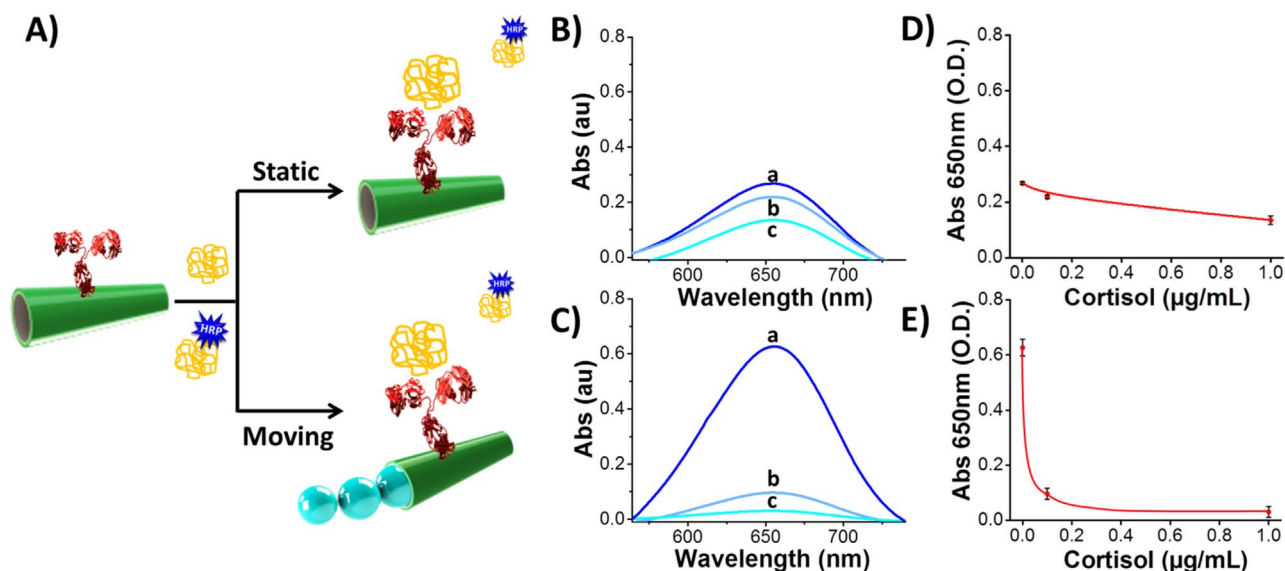 A)
HRP
Static
HRP
Moving
HRP
B)
Abs (au)
0.8
0.6
0.4
0.2
0.0
a
b
c
600
650
700
Wavelength (nm)
C)
Abs (au)
0.8
0.6
0.4
0.2
0.0
a
b
c
600
650
700
Wavelength (nm)
D)
Abs 650nm (O.D.)
0.8
0.6
0.4
0.2
0.0
0.0 0.2 0.4 0.6 0.8 1.0
Cortisol (µg/mL)
E)
Abs 650nm (O.D.)
0.8
0.6
0.4
0.2
0.0
0.0 0.2 0.4 0.6 0.8 1.0
Cortisol (µg/mL)